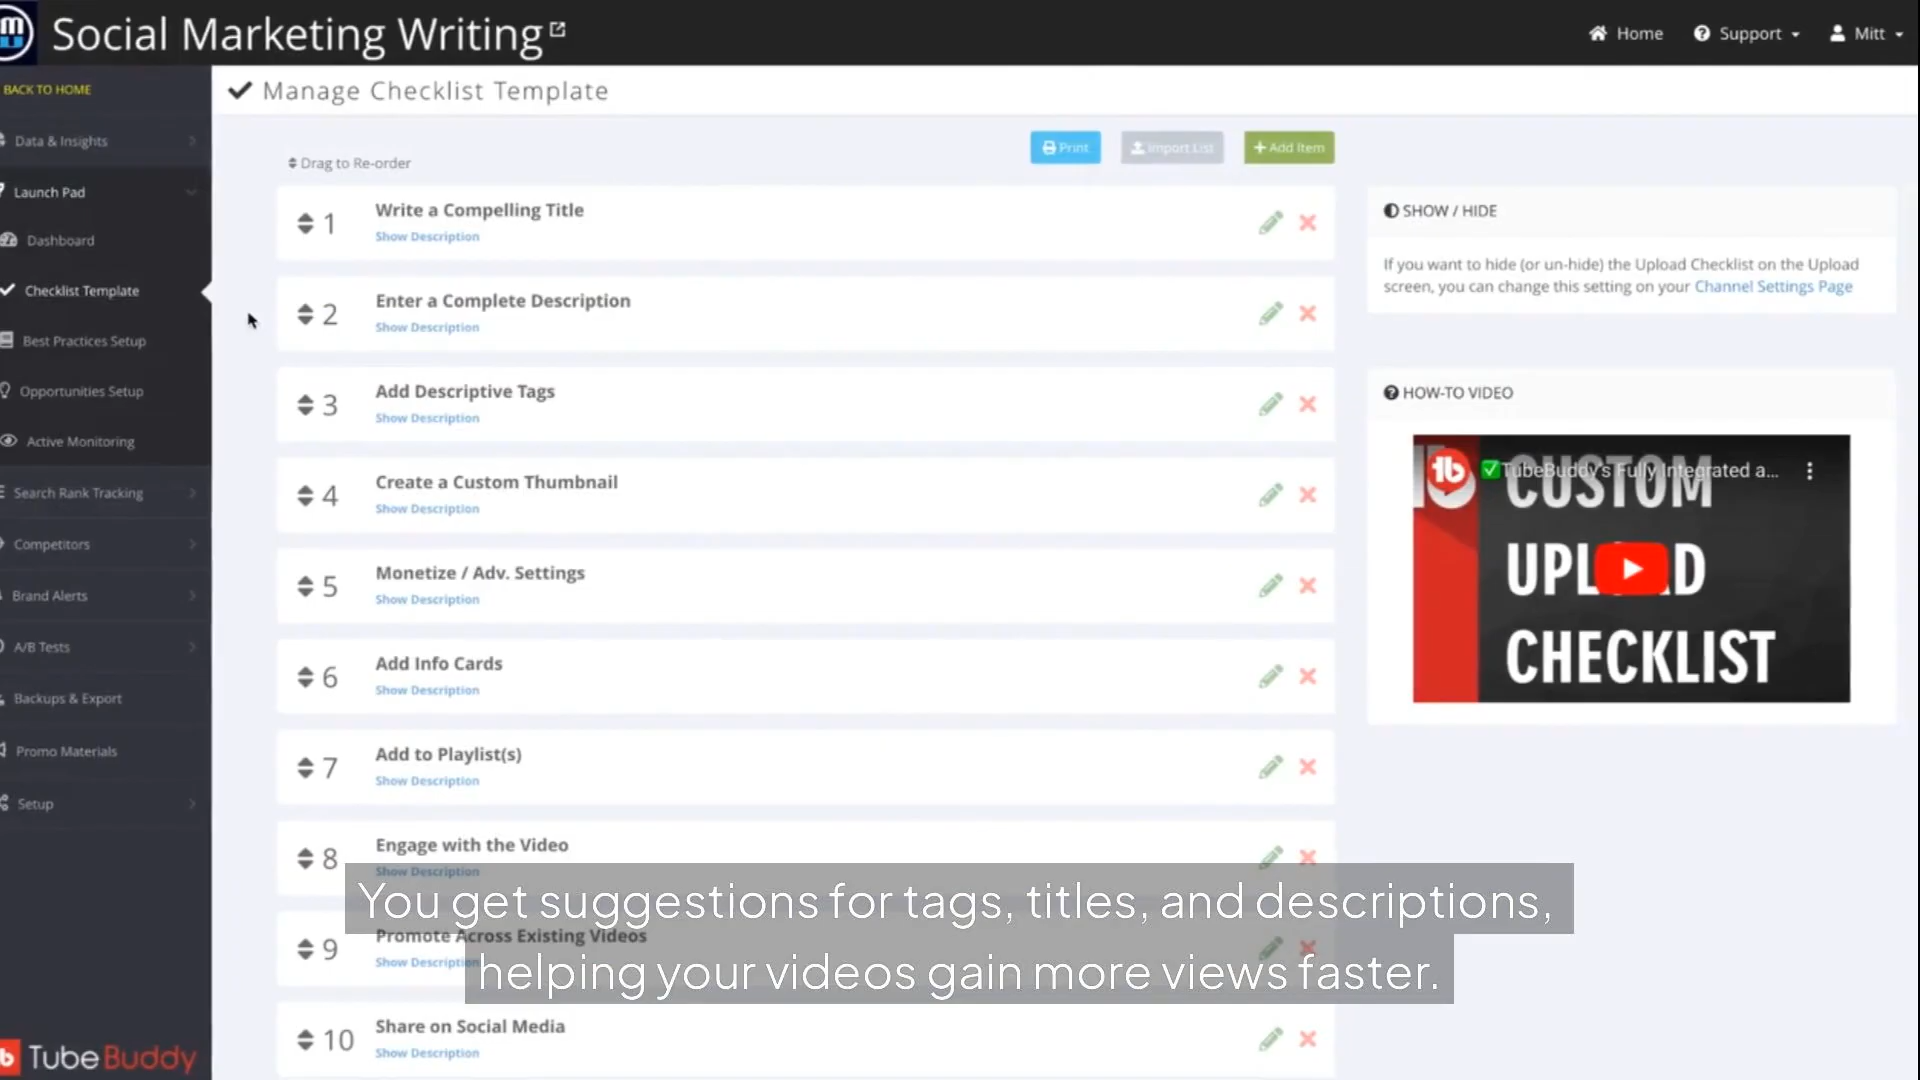 Social Marketing Writing
Home
Support
Mitt
BACK TO HOME
Data & Insights
Launch Pad
Dashboard
Checklist Template
Best Practices Setup
Opportunities Setup
Active Monitoring
Search Rank Tracking
Competitors
Brand Alerts
A/B Tests
Backups & Export
Promo Materials
Setup
TubeBuddy
Manage Checklist Template
Drag to Re-order
Print
Import List
Add Item
1
Write a Compelling Title
Show Description
2
Enter a Complete Description
Show Description
3
Add Descriptive Tags
Show Description
4
Create a Custom Thumbnail
Show Description
5
Monetize / Adv. Settings
Show Description
6
Add Info Cards
Show Description
7
Add to Playlist(s)
Show Description
8
Engage with the Video
Show Description
9
Promote Across Existing Videos
Show Description
10
Share on Social Media
Show Description
SHOW / HIDE
If you want to hide (or un-hide) the Upload Checklist on the Upload
screen, you can change this setting on your Channel Settings Page
HOW-TO VIDEO
TubeBuddy's Fully Integrated a...
CUSTOM
UPLOAD
CHECKLIST
You get suggestions for tags, titles, and descriptions,
helping your videos gain more views faster.